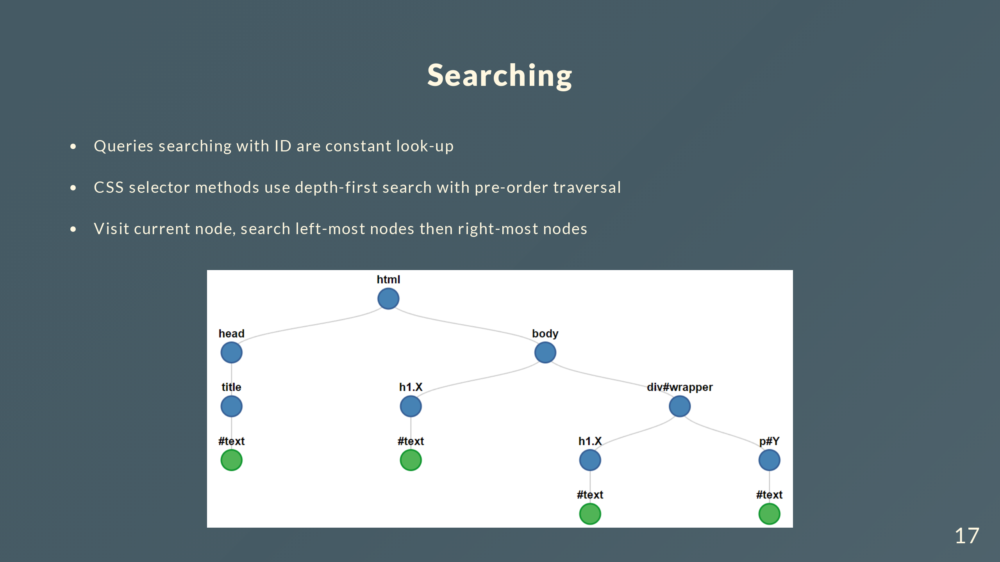 Searching
• Queries searching with ID are constant look-up
• CSS selector methods use depth-first search with pre-order traversal
• Visit current node, search left-most nodes then right-most nodes
html
head body
title h1.X div#wrapper
#text #text h1.X p#Y
#text #text
17